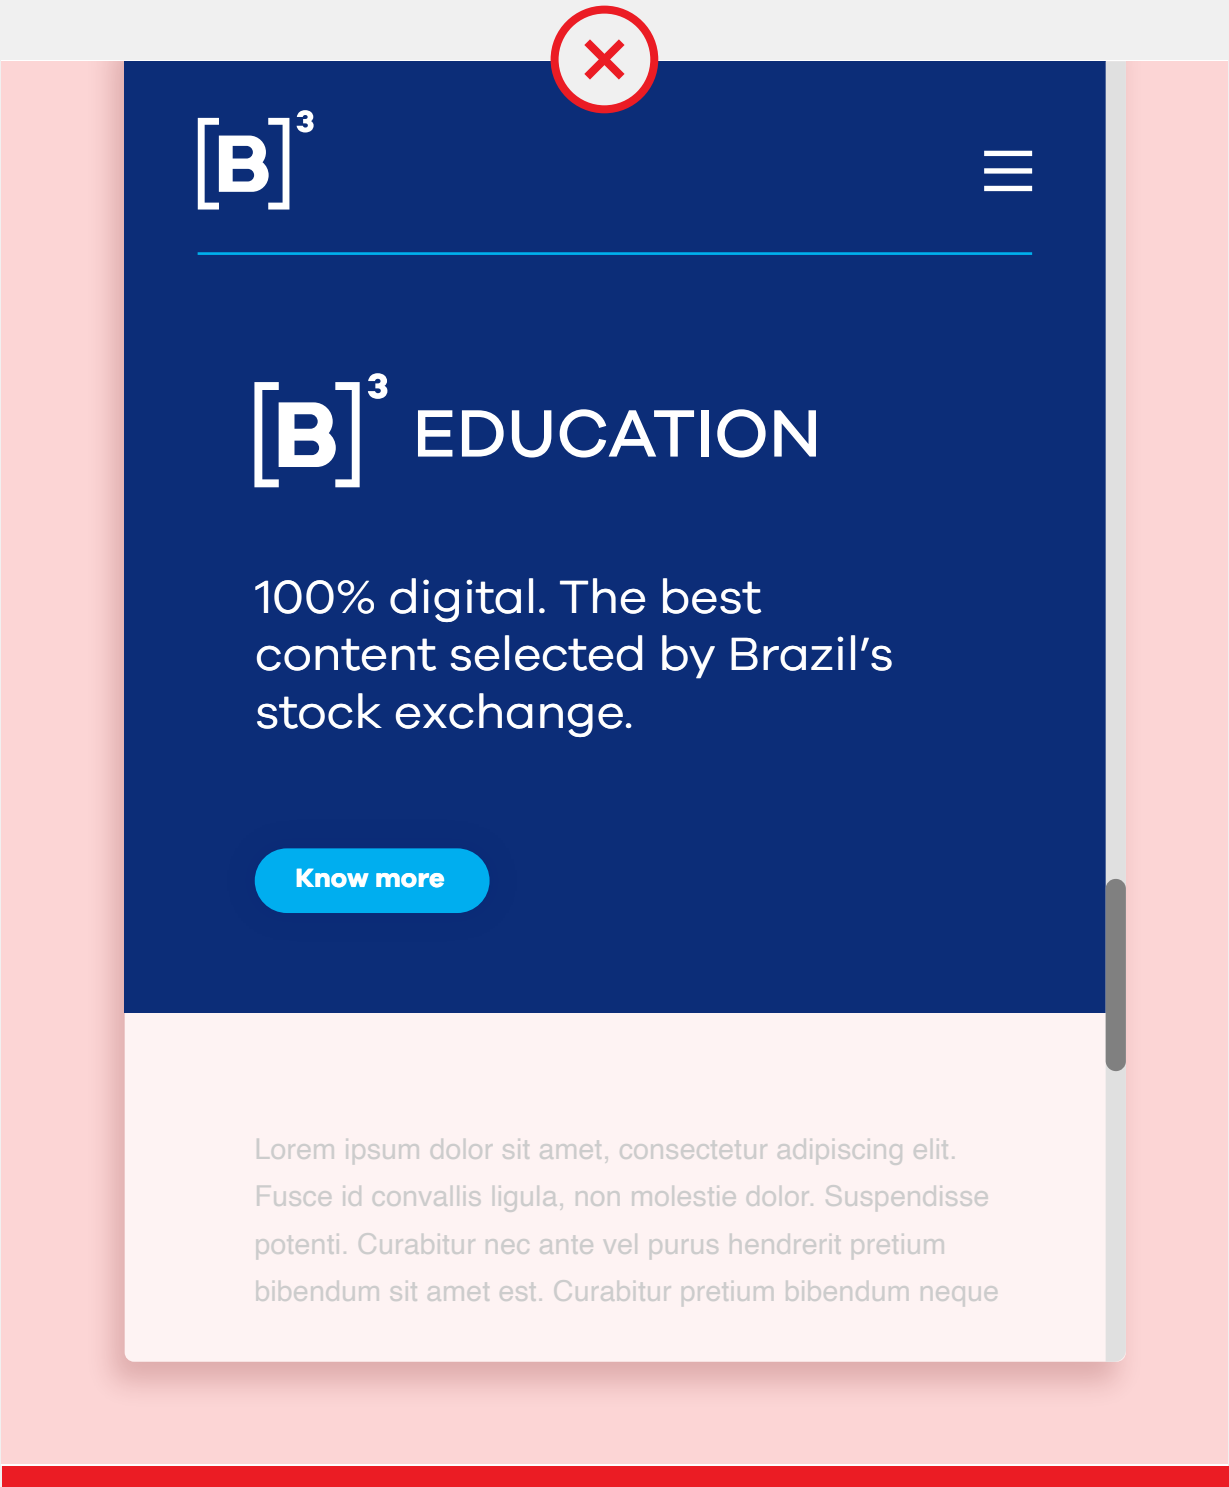 [B]³
[B]³ EDUCATION
100% digital. The best
content selected by Brazil’s
stock exchange.
Know more
Lorem ipsum dolor sit amet, consectetur adipiscing elit.
Fusce id convallis ligula, non molestie dolor. Suspendisse
potenti. Curabitur nec ante vel purus hendrerit pretium
bibendum sit amet est. Curabitur pretium bibendum neque